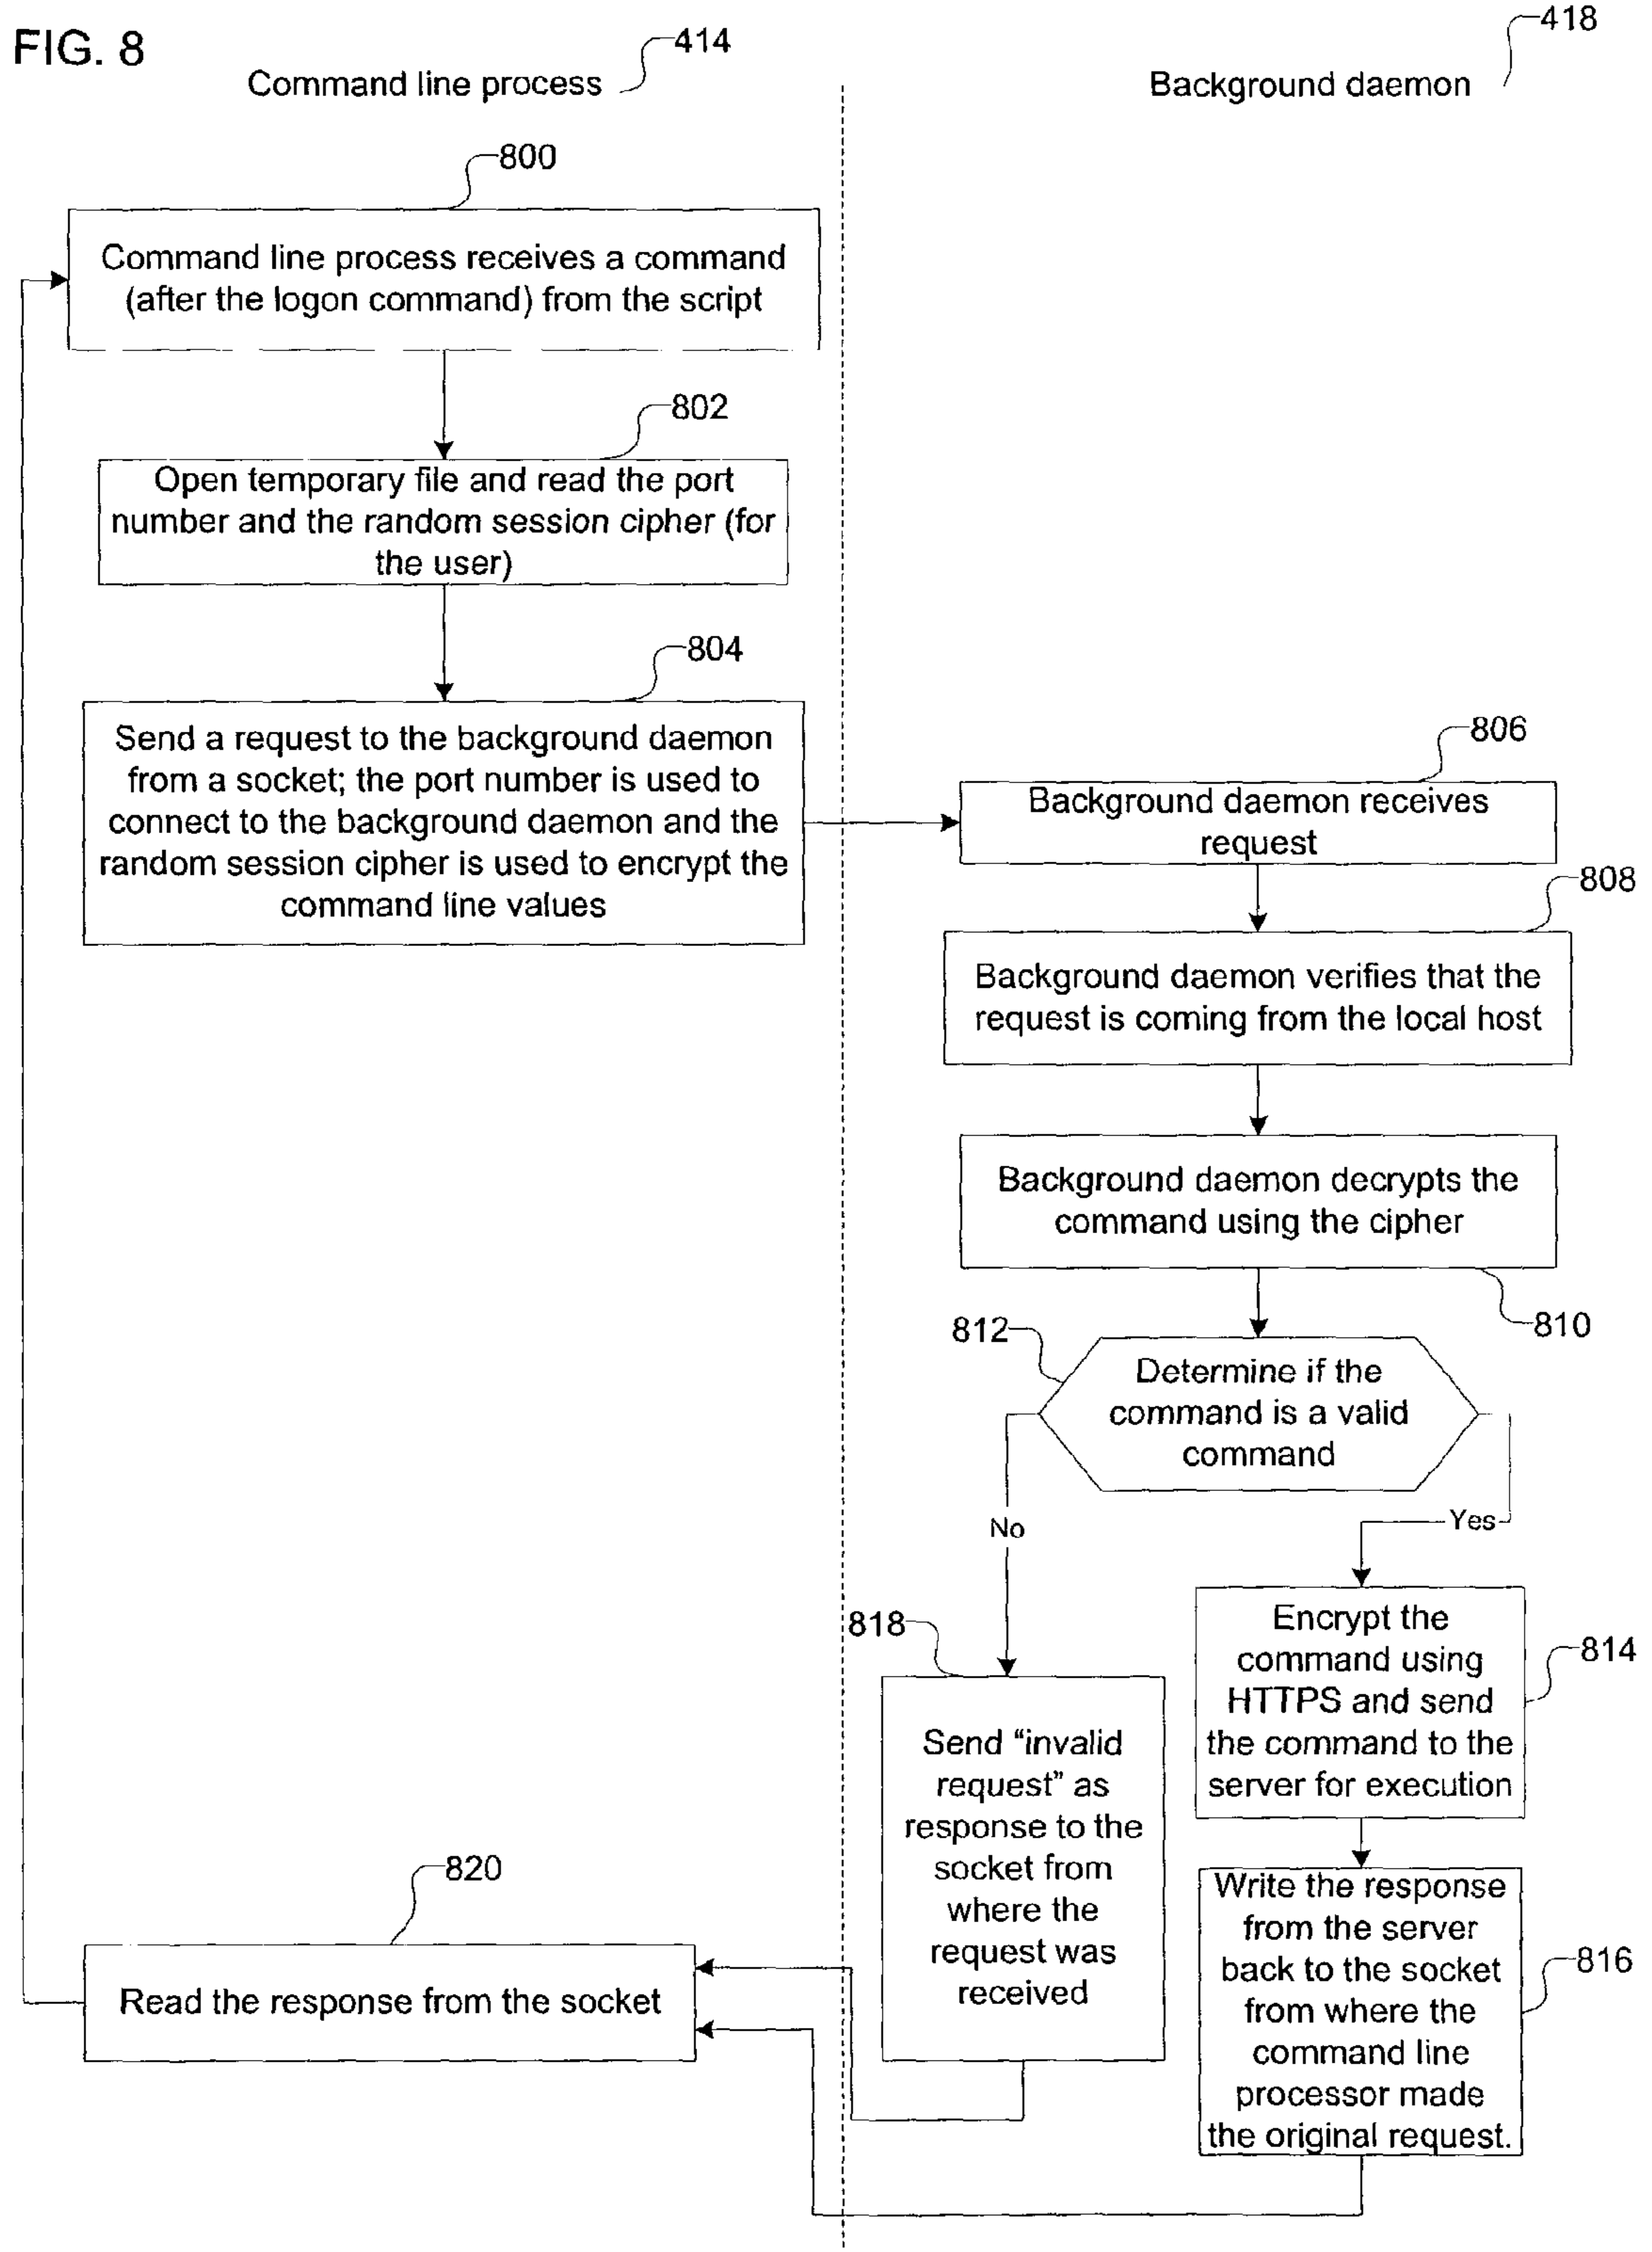 FIG. 8
Command line process
414
Background daemon
418
800
Command line process receives a command
(after the logon command) from the script
802
Open temporary file and read the port
number and the random session cipher (for
the user)
804
Send a request to the background daemon
from a socket; the port number is used to
connect to the background daemon and the
random session cipher is used to encrypt the
command line values
806
Background daemon receives
request
808
Background daemon verifies that the
request is coming from the local host
Background daemon decrypts the
command using the cipher
810
812
Determine if the
command is a valid
command
No
Yes
818
Send “invalid
request” as
response to the
socket from
where the
request was
received
Encrypt the
command using
HTTPS and send
the command to the
server for execution
814
Write the response
from the server
back to the socket
from where the
command line
processor made
the original request.
816
820
Read the response from the socket